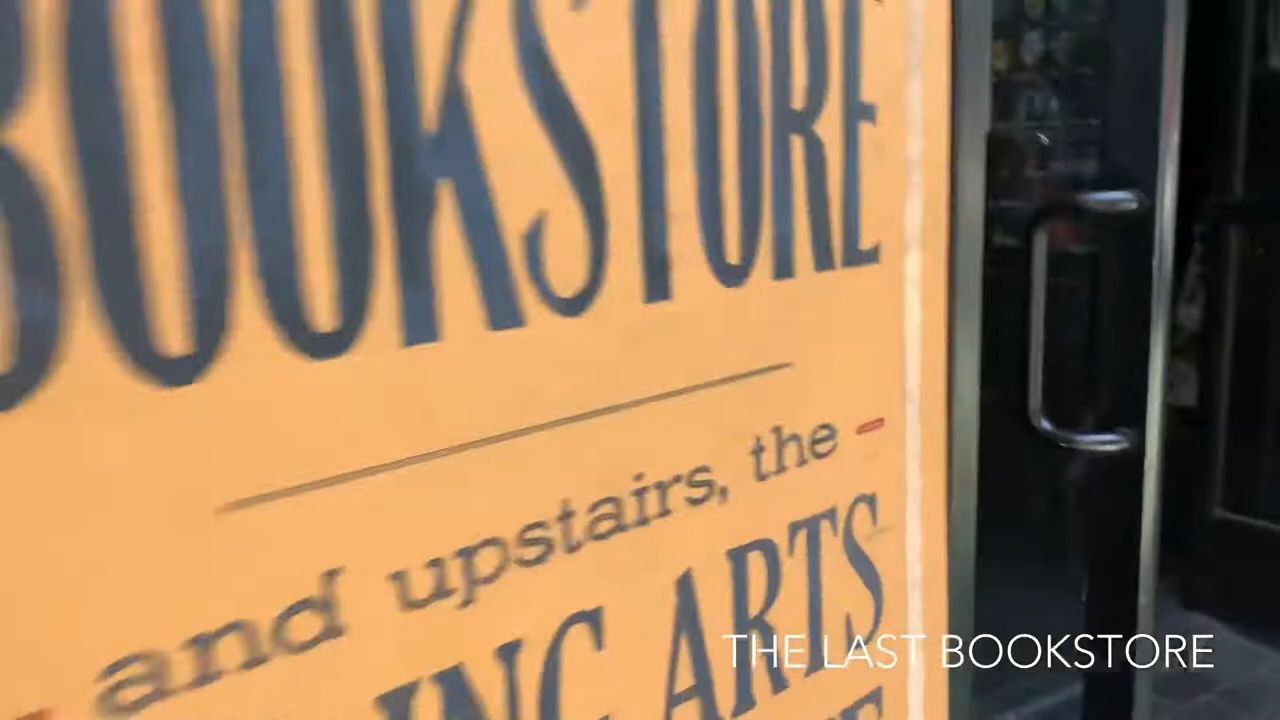 BOOKSTORE
and upstairs, the -
ARTS
THE LAST BOOKSTORE